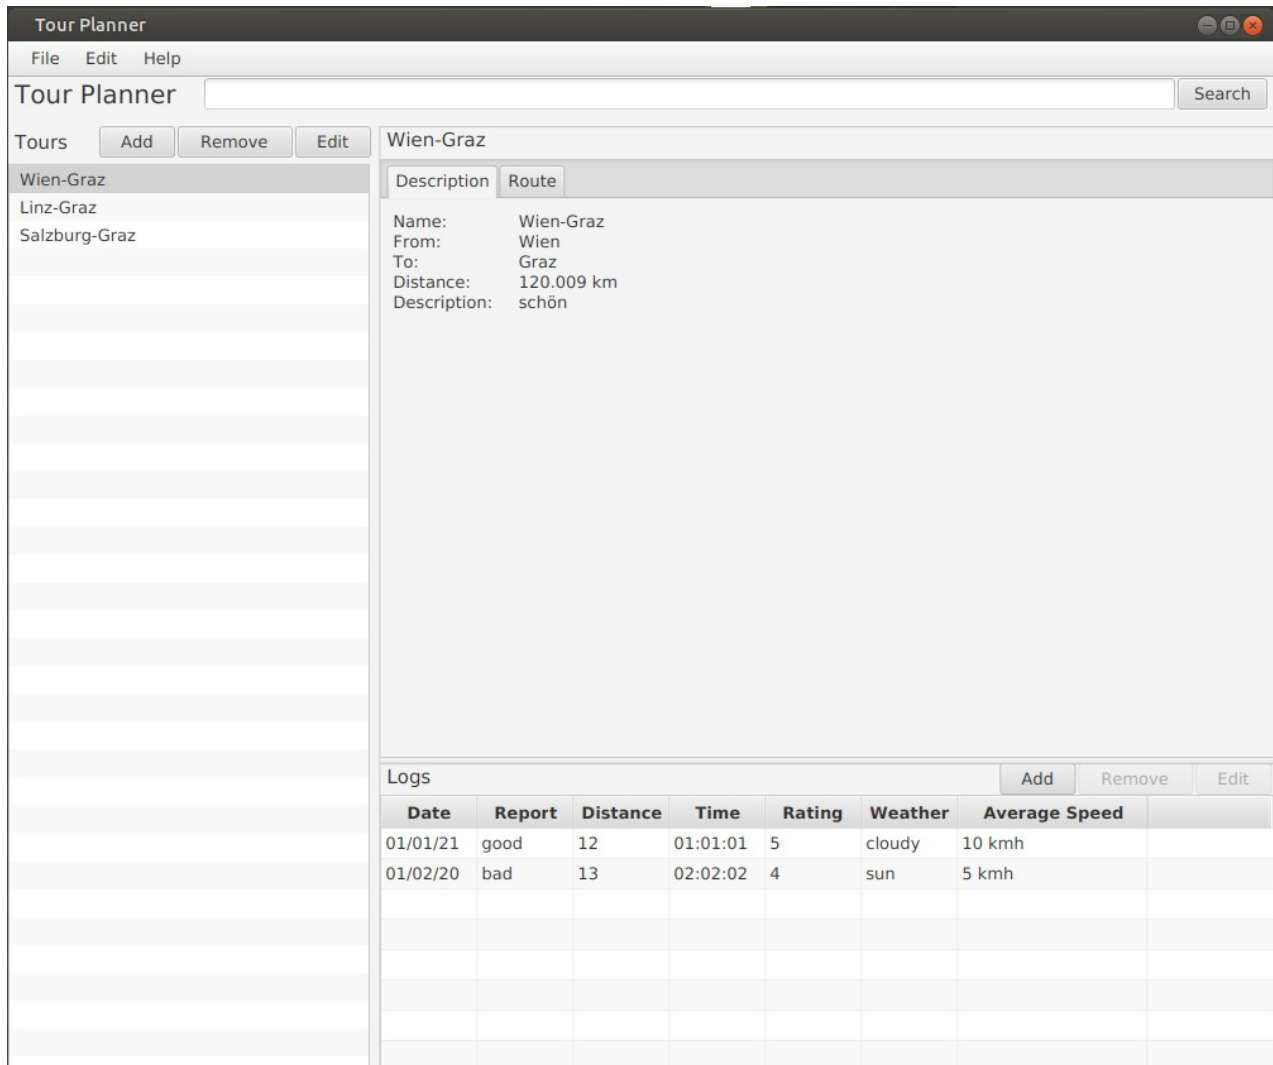 Tour Planner
File Edit Help
Tour Planner Search
Tours Add Remove Edit
Wien-Graz
Linz-Graz
Salzburg-Graz
Wien-Graz
Description Route
Name: Wien-Graz
From: Wien
To: Graz
Distance: 120.009 km
Description: schön
Logs Add Remove Edit
Date Report Distance Time Rating Weather Average Speed
01/01/21 good 12 01:01:01 5 cloudy 10 kmh
01/02/20 bad 13 02:02:02 4 sun 5 kmh